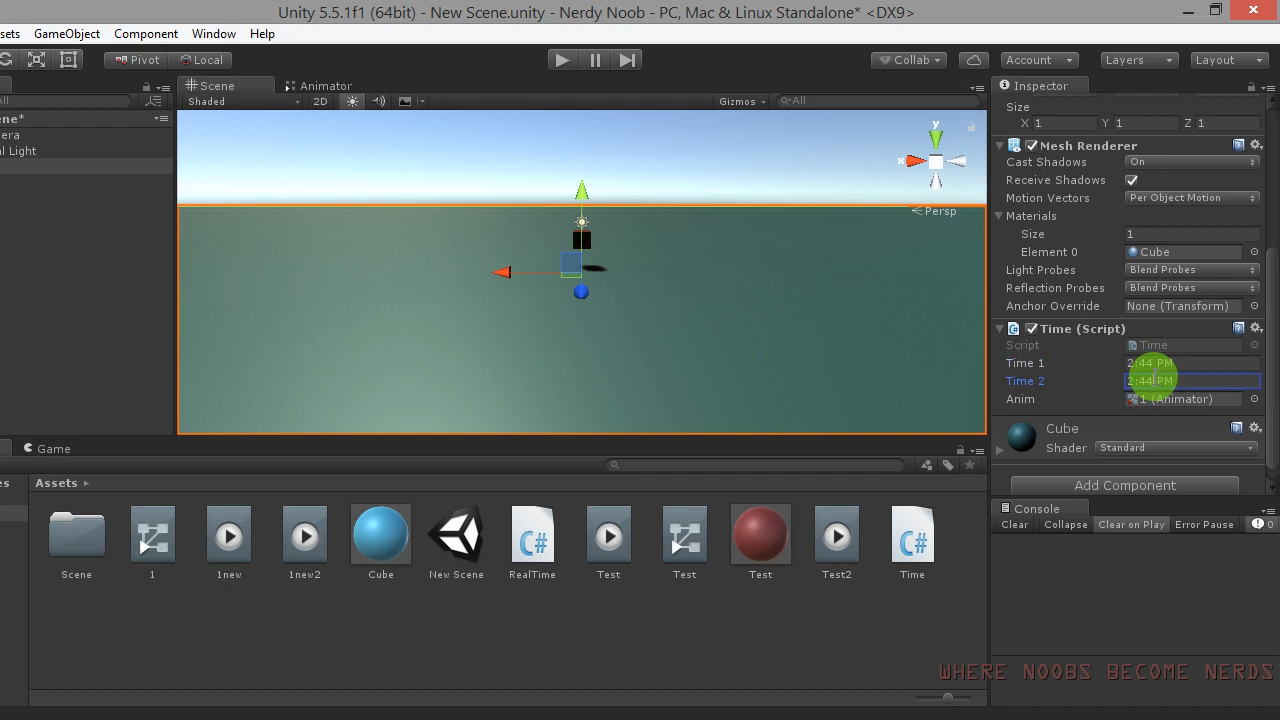 Unity 5.5.1f1 (64bit) - New Scene.unity - Nerdy Noob - PC, Mac & Linux Standalone* <DX9>
sets GameObject Component Window Help
Pivot Local Collab Account Layers Layout
Scene Animator Inspector
All Shaded 2D Gizmos All
Size
X 1 Y 1 Z 1
ene*
era
al Light
y
x
Persp
Mesh Renderer
Cast Shadows On
Receive Shadows
Motion Vectors Per Object Motion
Materials
Size 1
Element 0 Cube
Light Probes Blend Probes
Reflection Probes Blend Probes
Anchor Override None (Transform)
Time (Script)
Script Time
Time 1 2:44 PM
Time 2 2:44 PM
Anim 1 (Animator)
Cube
Shader Standard
Add Component
Game
es Assets
Scene 1 1new 1new2 Cube New Scene RealTime Test Test Test Test2 Time
C# C#
Console
Clear Collapse Clear on Play Error Pause 0
WHERE NOOBS BECOME NERDS